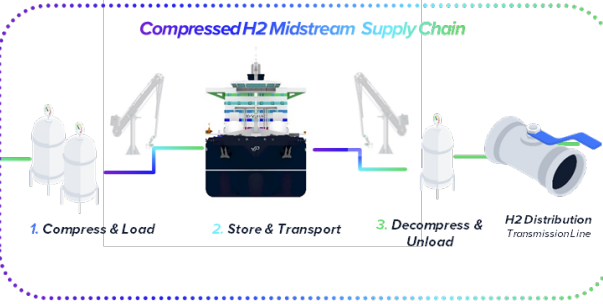 Compressed H2 Midstream Supply Chain
1. Compress & Load
2. Store & Transport
3. Decompress &
Unload
H2 Distribution
Transmission Line